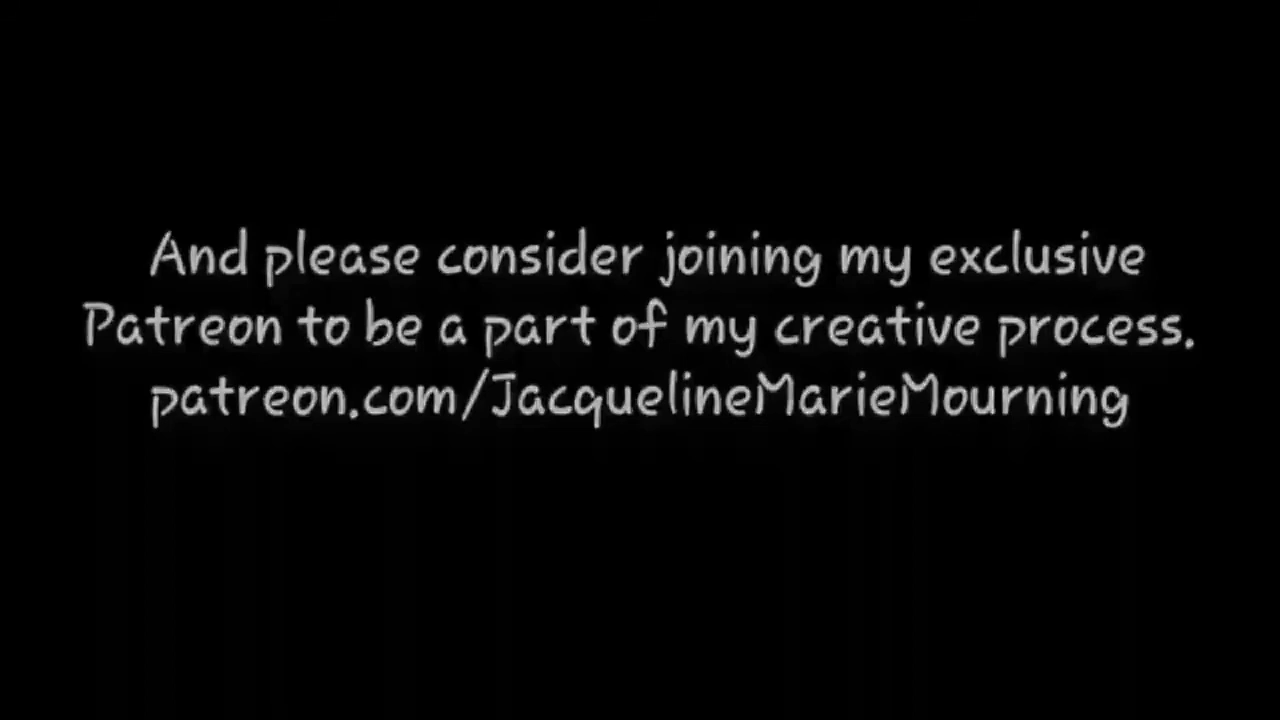 And please consider joining my exclusive
Patreon to be a part of my creative process.
patreon.com/JacquelineMarieMourning